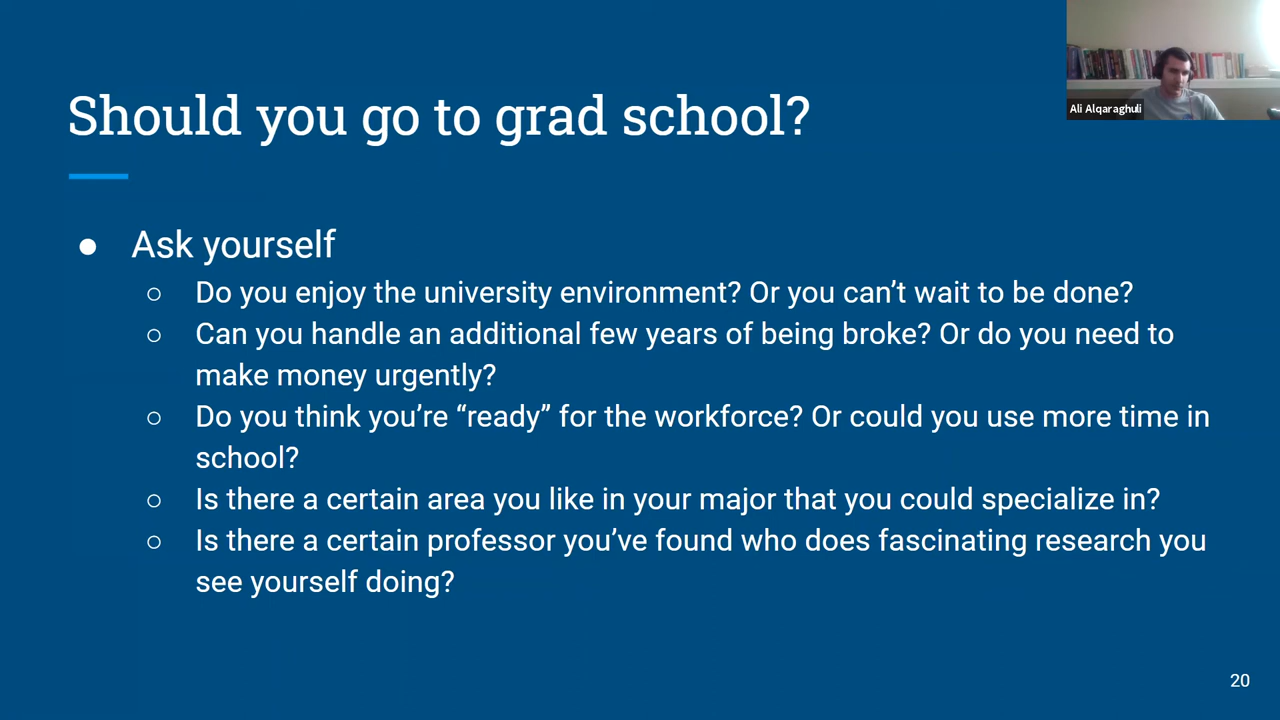 Should you go to grad school?
Ali Alqaraghuli
● Ask yourself
○ Do you enjoy the university environment? Or you can’t wait to be done?
○ Can you handle an additional few years of being broke? Or do you need to
make money urgently?
○ Do you think you’re “ready” for the workforce? Or could you use more time in
school?
○ Is there a certain area you like in your major that you could specialize in?
○ Is there a certain professor you’ve found who does fascinating research you
see yourself doing?
20